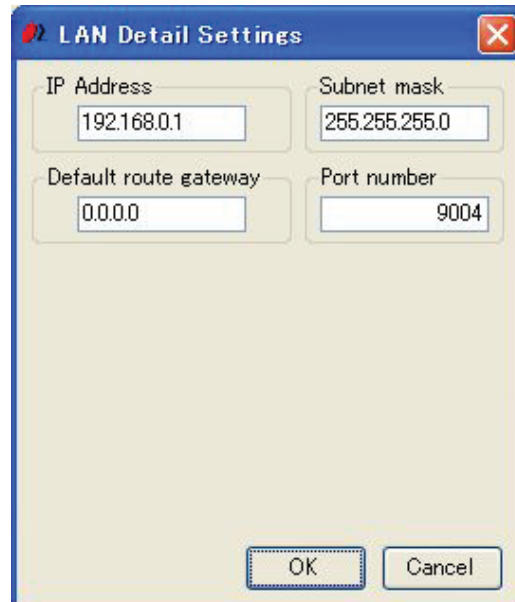 LAN Detail Settings
IP Address
192.168.0.1
Subnet mask
255.255.255.0
Default route gateway
0.0.0.0
Port number
9004
OK
Cancel